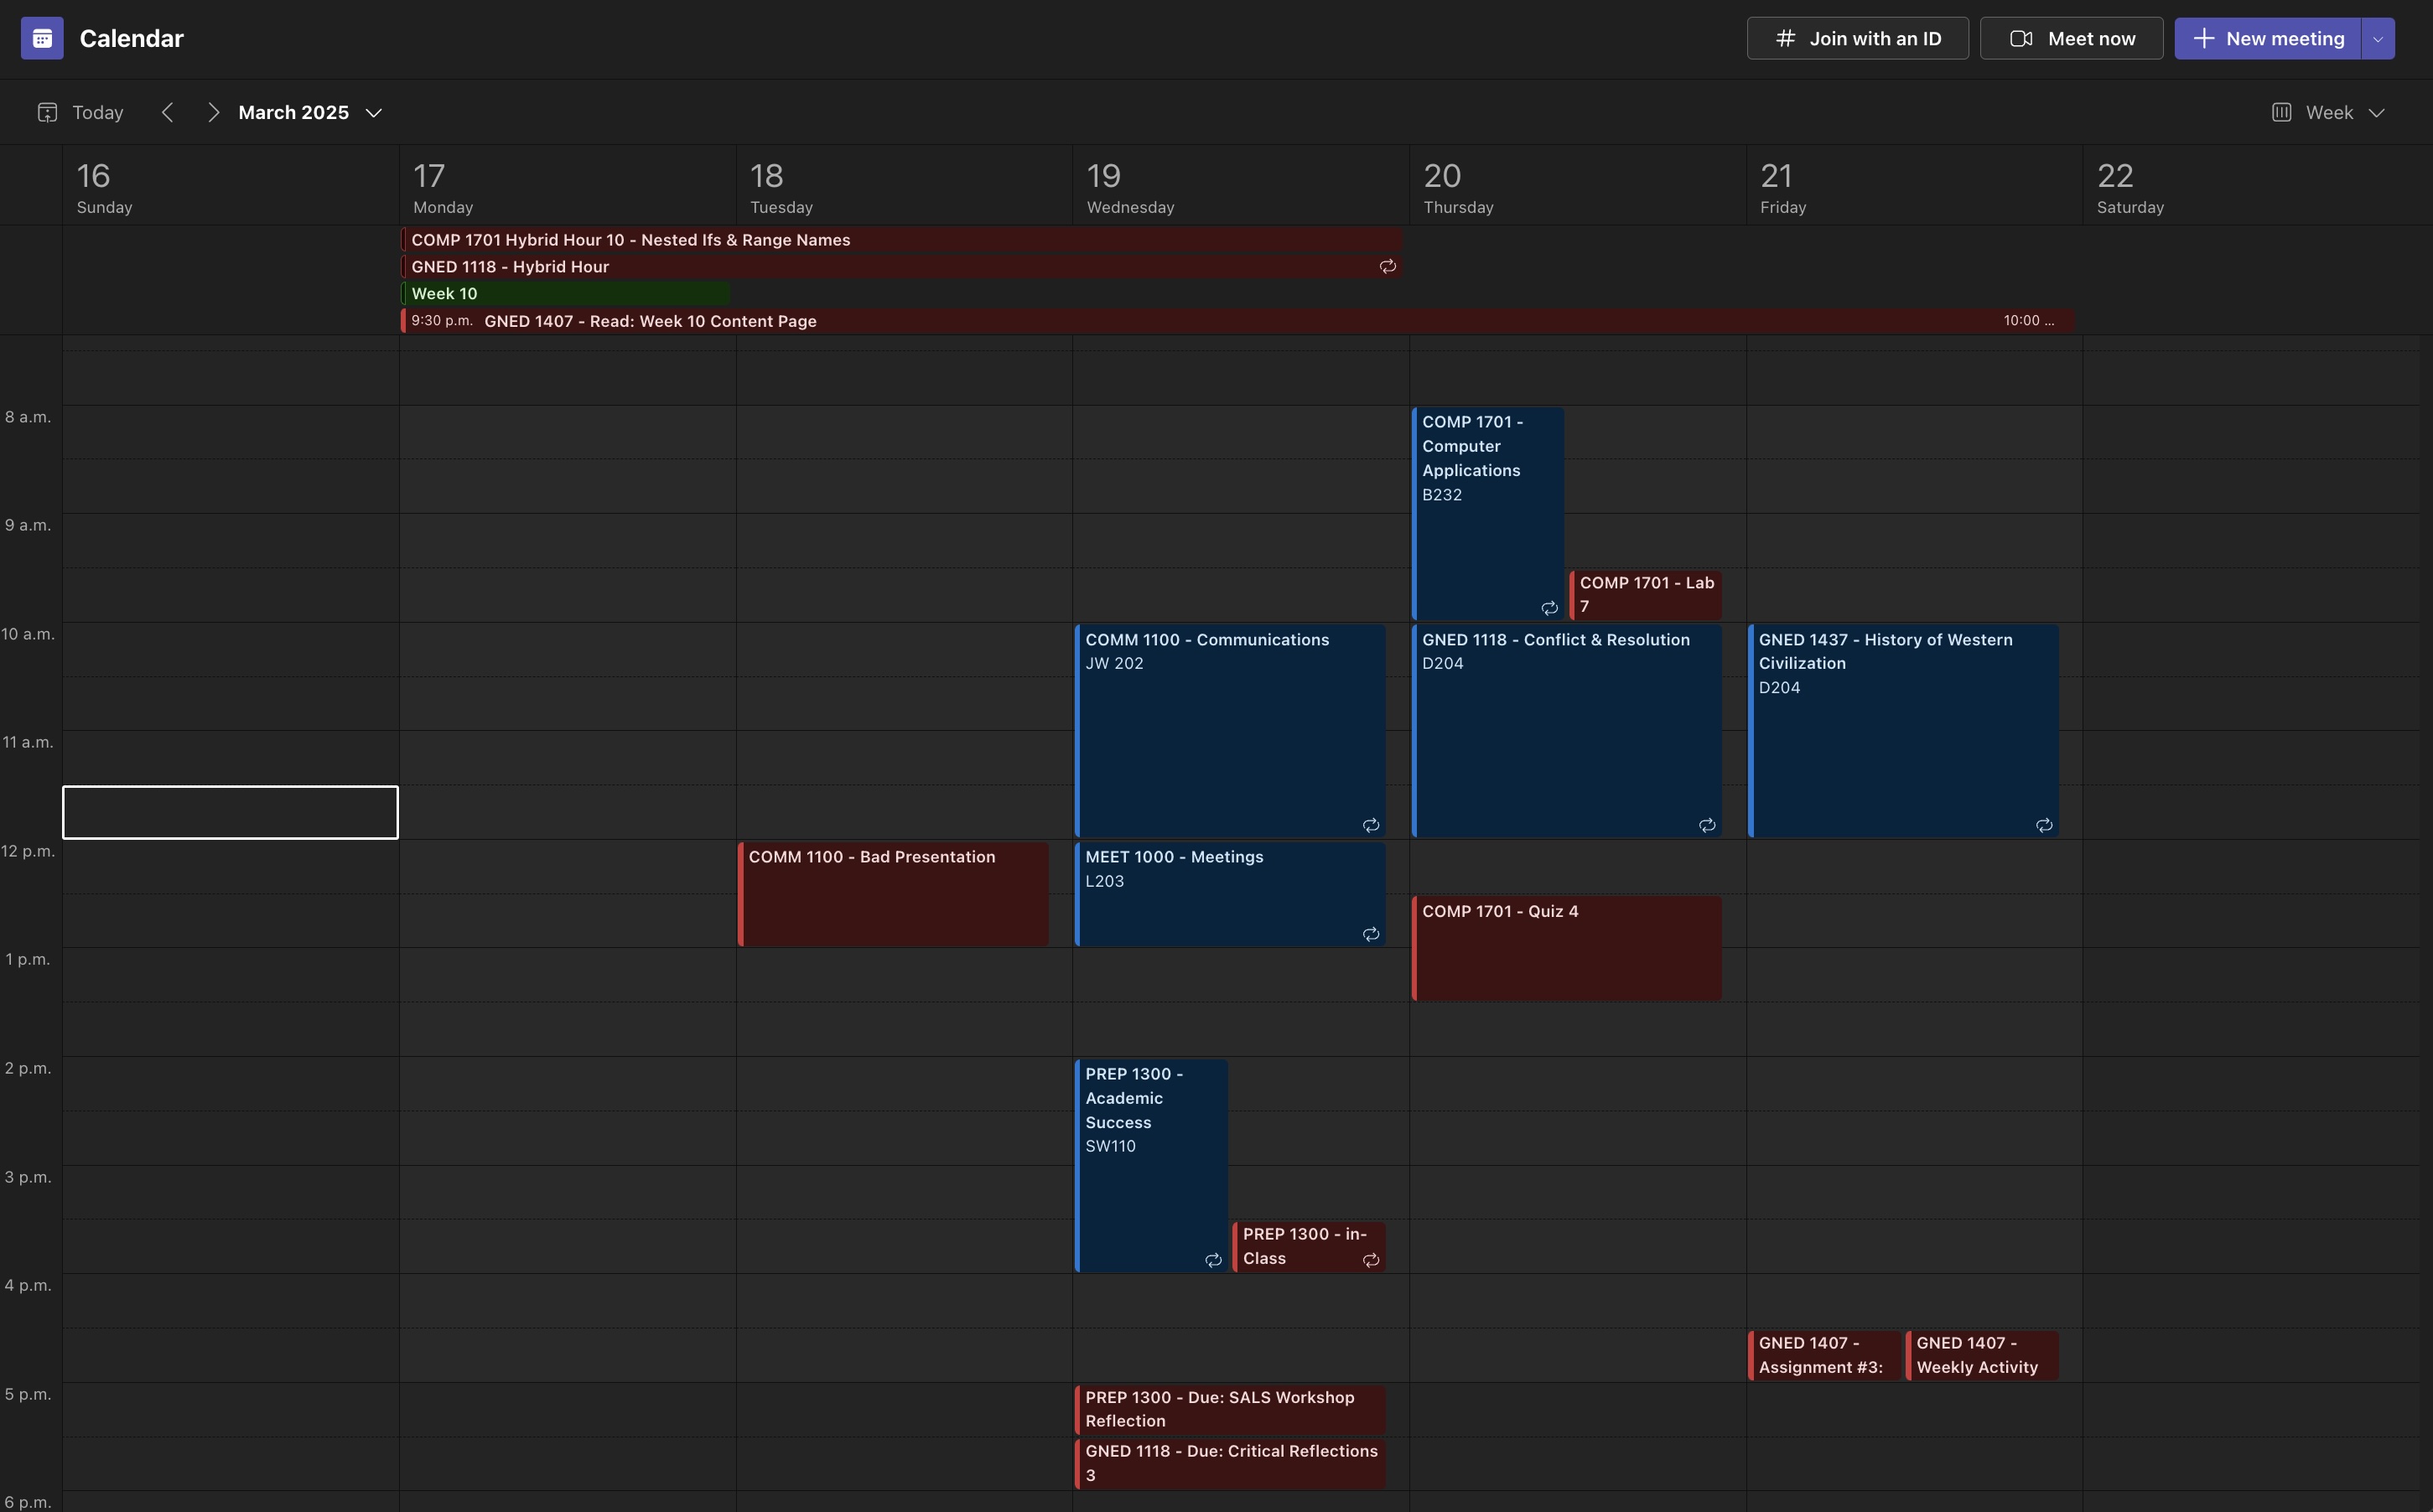 Calendar
Join with an ID
Meet now
New meeting
Today
March 2025
Week
16
Sunday
17
Monday
18
Tuesday
19
Wednesday
20
Thursday
21
Friday
22
Saturday
COMP 1701 Hybrid Hour 10 - Nested Ifs & Range Names
GNED 1118 - Hybrid Hour
Week 10
9:30 p.m. GNED 1407 - Read: Week 10 Content Page 10:00 ...
8 a.m.
COMP 1701 -
Computer
Applications
B232
9 a.m.
COMP 1701 - Lab
7
10 a.m.
COMM 1100 - Communications
JW 202
GNED 1118 - Conflict & Resolution
D204
GNED 1437 - History of Western
Civilization
D204
11 a.m.
12 p.m.
COMM 1100 - Bad Presentation
MEET 1000 - Meetings
L203
COMP 1701 - Quiz 4
1 p.m.
2 p.m.
PREP 1300 -
Academic
Success
SW110
3 p.m.
PREP 1300 - in-
Class
4 p.m.
GNED 1407 -
Assignment #3:
GNED 1407 -
Weekly Activity
5 p.m.
PREP 1300 - Due: SALS Workshop
Reflection
GNED 1118 - Due: Critical Reflections
3
6 p.m.